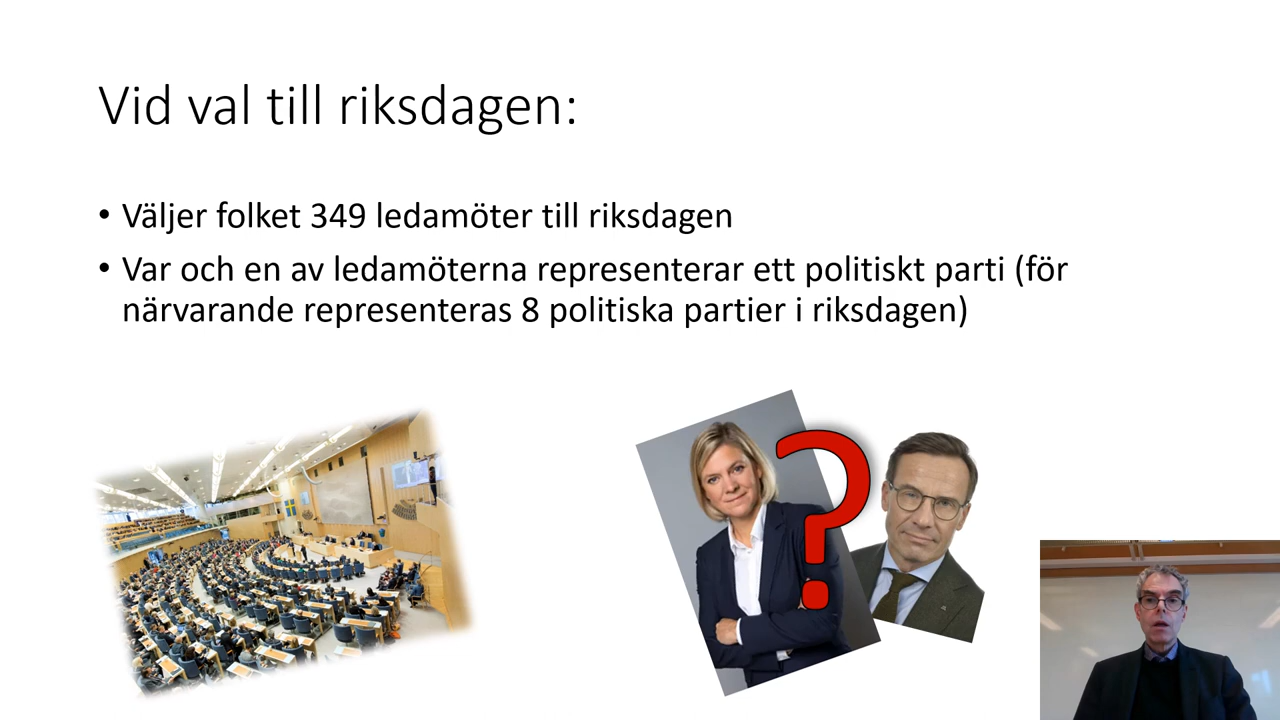 Vid val till riksdagen:
• Väljer folket 349 ledamöter till riksdagen
• Var och en av ledamöterna representerar ett politiskt parti (för
närvarande representeras 8 politiska partier i riksdagen)
?